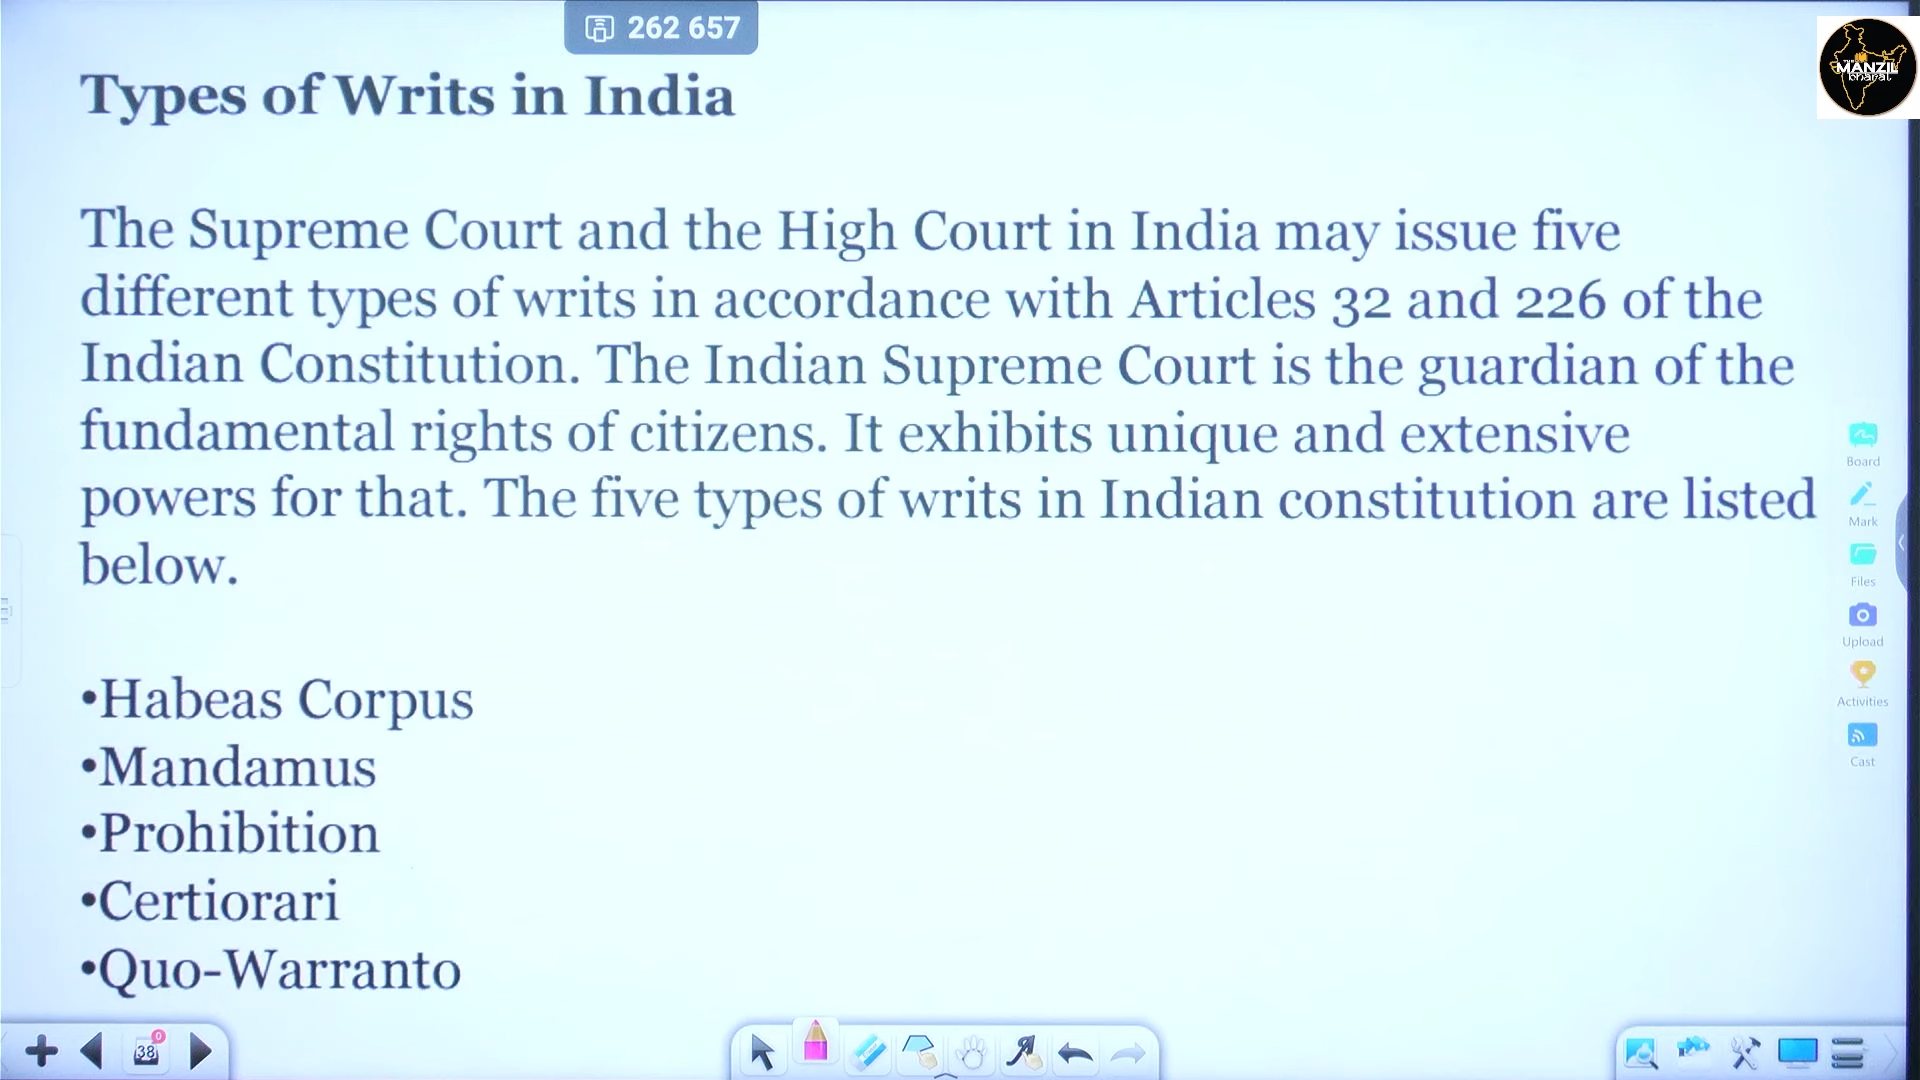 262 657
MANZIL
bharat
Types of Writs in India
The Supreme Court and the High Court in India may issue five
different types of writs in accordance with Articles 32 and 226 of the
Indian Constitution. The Indian Supreme Court is the guardian of the
fundamental rights of citizens. It exhibits unique and extensive
powers for that. The five types of writs in Indian constitution are listed
below.
•Habeas Corpus
•Mandamus
•Prohibition
•Certiorari
•Quo-Warranto
Board
Mark
Files
Upload
Activities
Cast
38
0